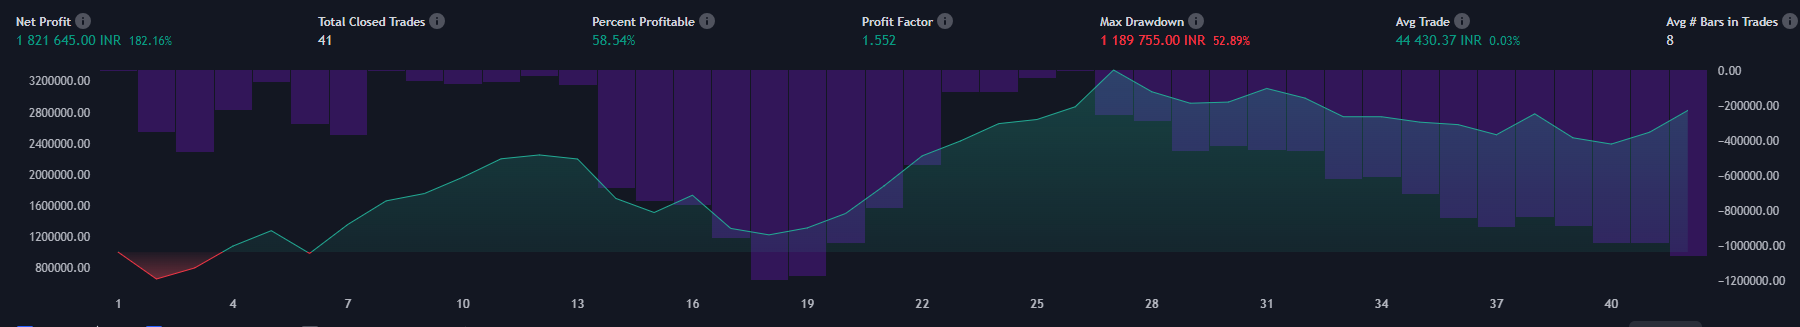 Net Profit Total Closed Trades Percent Profitable Profit Factor Max Drawdown Avg Trade Avg # Bars in Trades
1 821 645.00 INR 182.16% 41 58.54% 1.552 1 189 755.00 INR 52.89% 44 430.37 INR 0.03% 8
3200000.00 0.00
2800000.00 −200000.00
2400000.00 −400000.00
2000000.00 −600000.00
1600000.00 −800000.00
1200000.00 −1000000.00
800000.00 −1200000.00
1 4 7 10 13 16 19 22 25 28 31 34 37 40